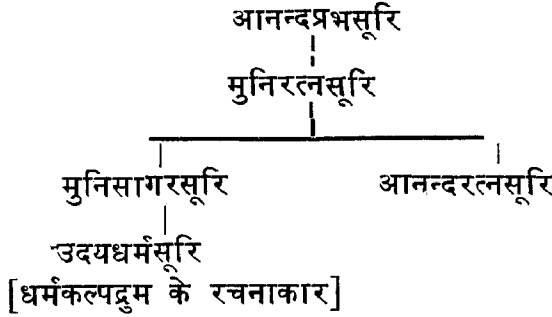 आनन्दप्रभसूरि
मुनिरत्नसूरि
मुनिसागरसूरि आनन्दरत्नसूरि
उदयधर्मसूरि
[धर्मकल्पद्रुम के रचनाकार]